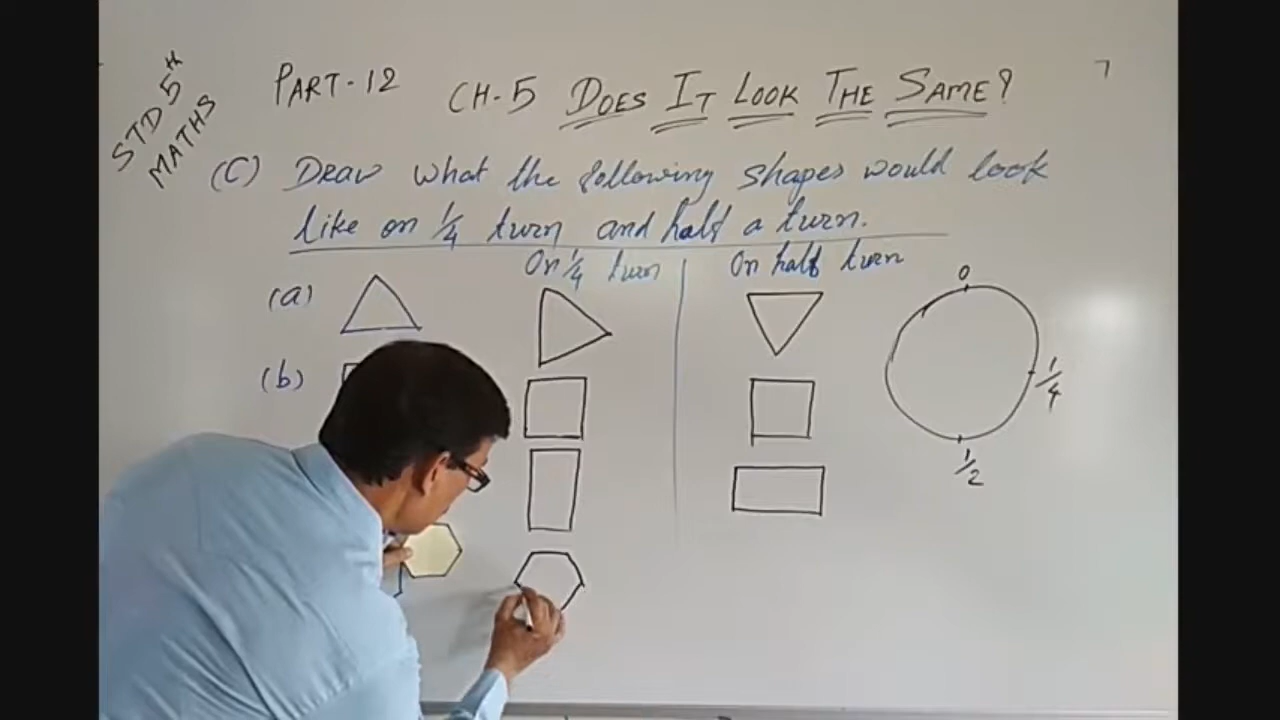 STD 5th
MATHS
PART-12 CH-5 DOES IT LOOK THE SAME?
(C) Draw what the following shapes would look
like on 1/4 turn and half a turn.
On 1/4 turn
On half turn
(a)
(b)
0
1/4
1/2